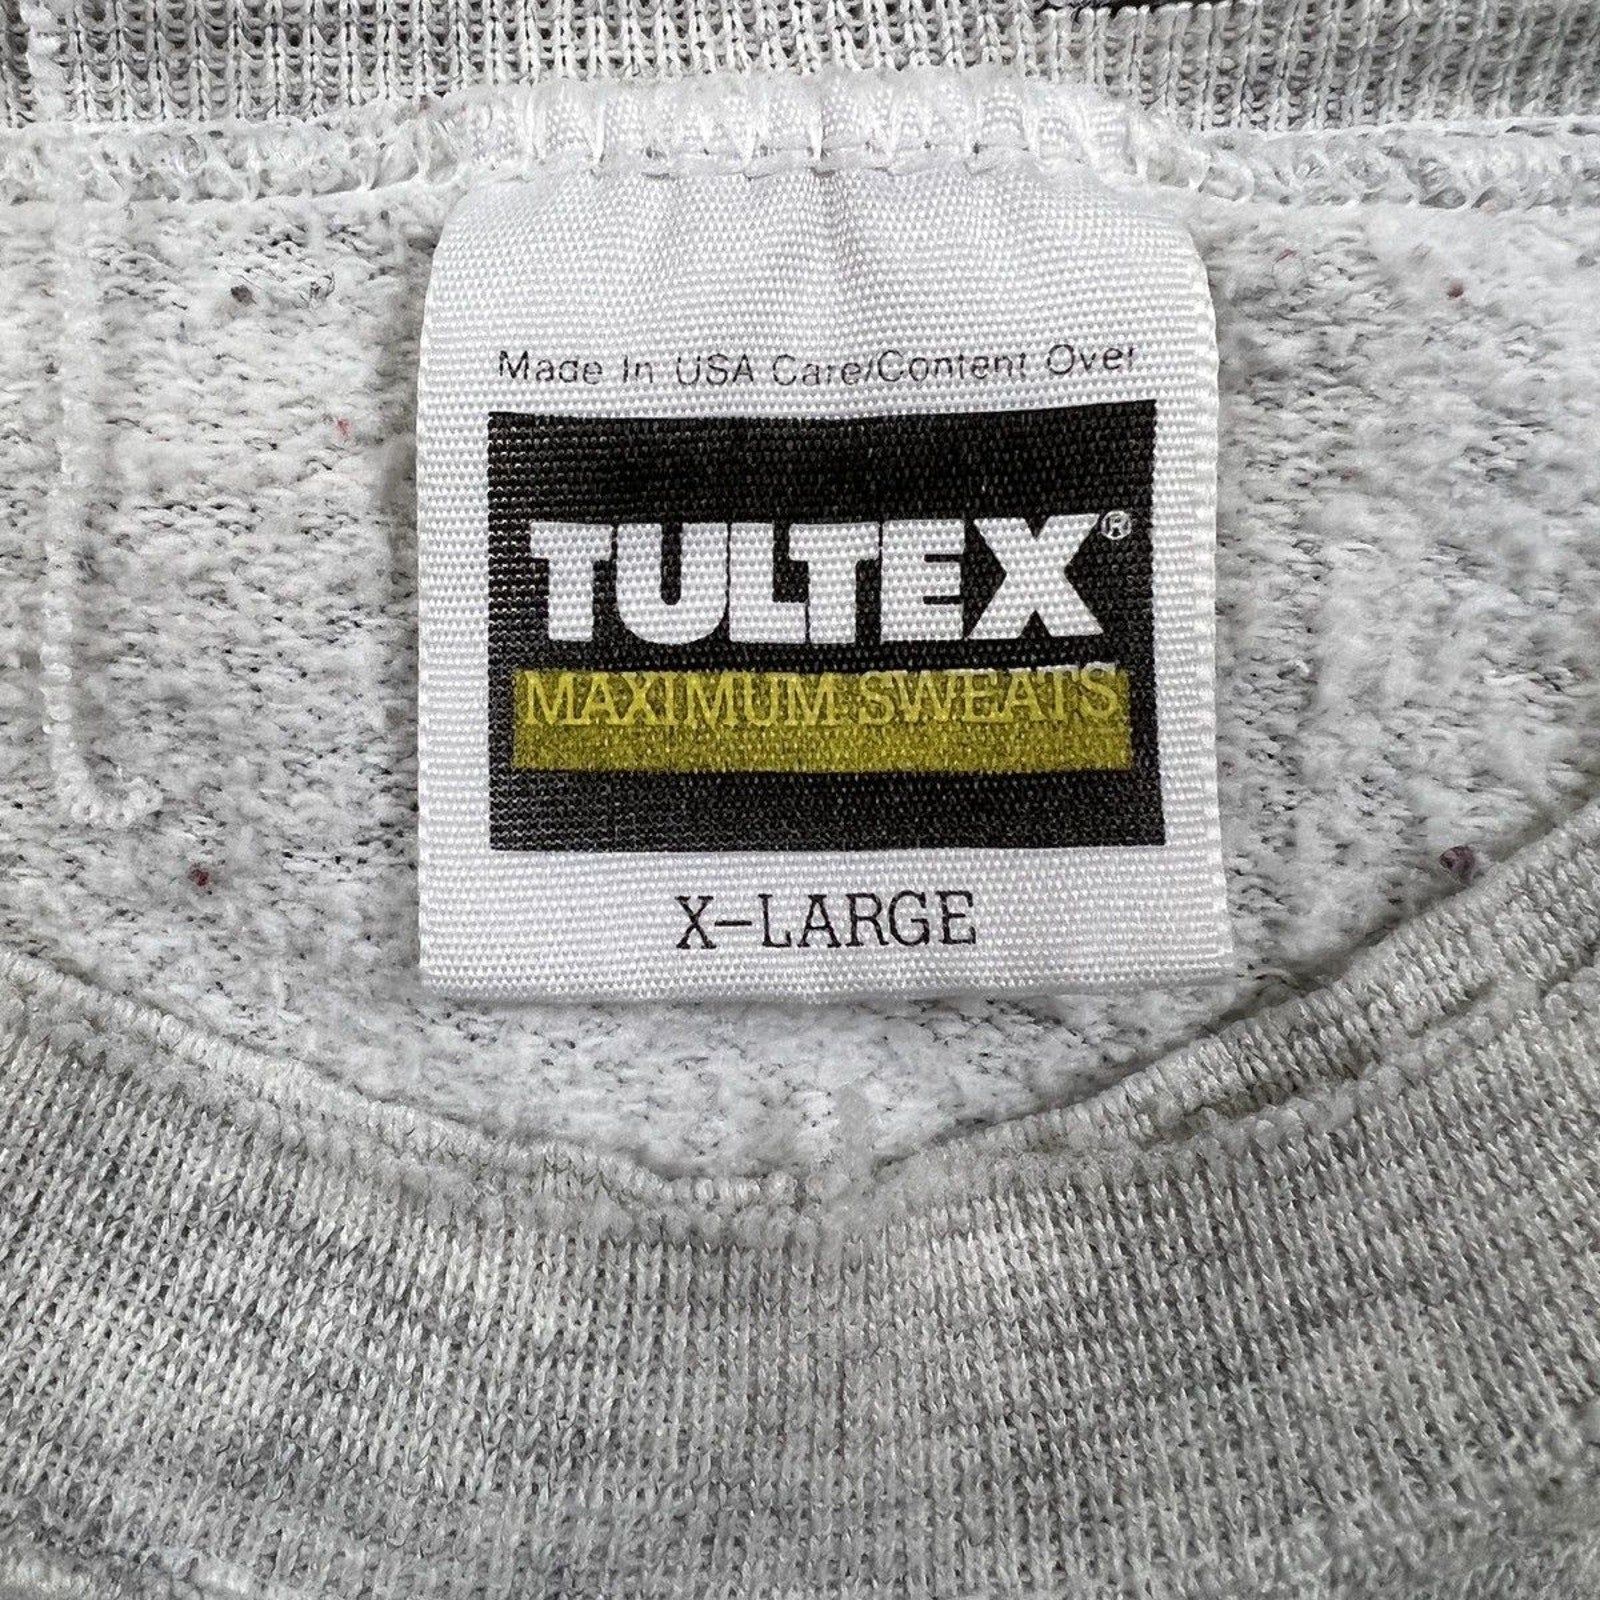 Made In USA Care/Content Over
TULTEX®
MAXIMUM SWEATS
X-LARGE